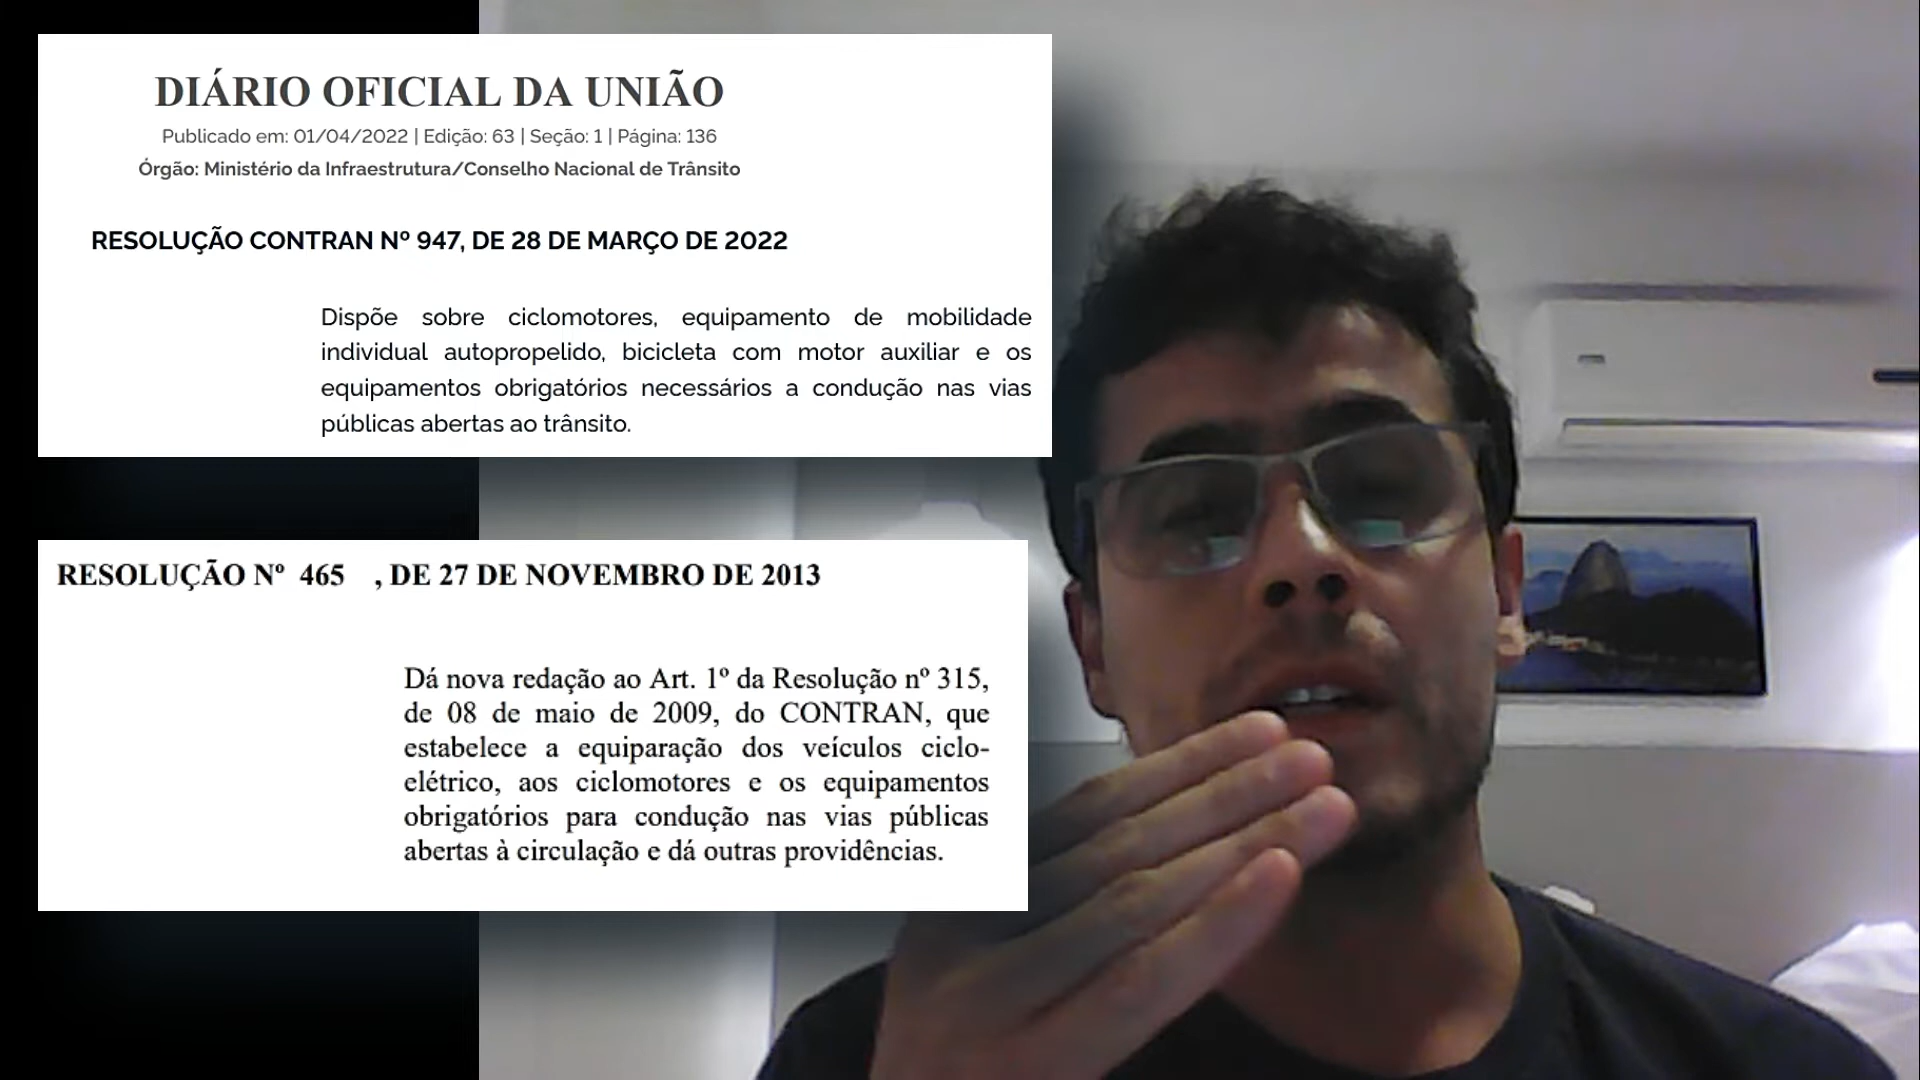 DIÁRIO OFICIAL DA UNIÃO
Publicado em: 01/04/2022 | Edição: 63 | Seção: 1 | Página: 136
Órgão: Ministério da Infraestrutura/Conselho Nacional de Trânsito
RESOLUÇÃO CONTRAN Nº 947, DE 28 DE MARÇO DE 2022
Dispõe sobre ciclomotores, equipamento de mobilidade
individual autopropelido, bicicleta com motor auxiliar e os
equipamentos obrigatórios necessários a condução nas vias
públicas abertas ao trânsito.
RESOLUÇÃO Nº 465 , DE 27 DE NOVEMBRO DE 2013
Dá nova redação ao Art. 1º da Resolução nº 315,
de 08 de maio de 2009, do CONTRAN, que
estabelece a equiparação dos veículos ciclo-
elétrico, aos ciclomotores e os equipamentos
obrigatórios para condução nas vias públicas
abertas à circulação e dá outras providências.